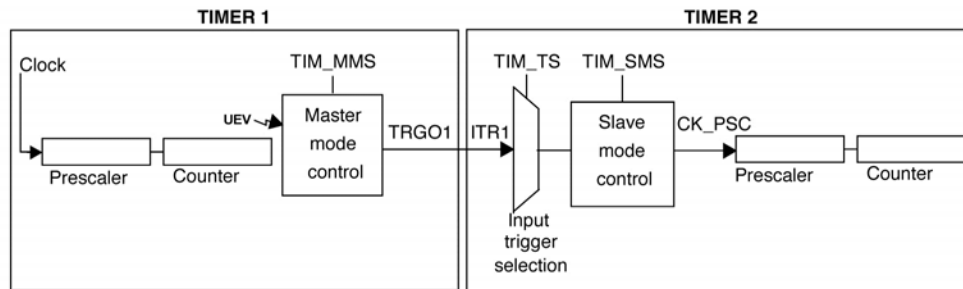 TIMER 1
TIMER 2
Clock
TIM_MMS
TIM_TS
TIM_SMS
UEV
Master
mode
control
TRGO1
ITR1
Slave
mode
control
CK_PSC
Prescaler
Counter
Prescaler
Counter
Input
trigger
selection